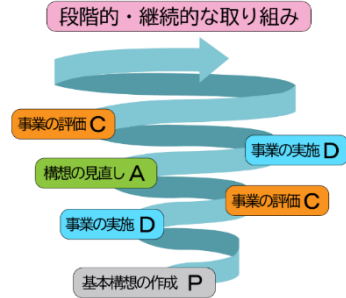 段階的・継続的な取り組み
事業の評価 C
事業の実施 D
構想の見直し A
事業の評価 C
事業の実施 D
基本構想の作成 P